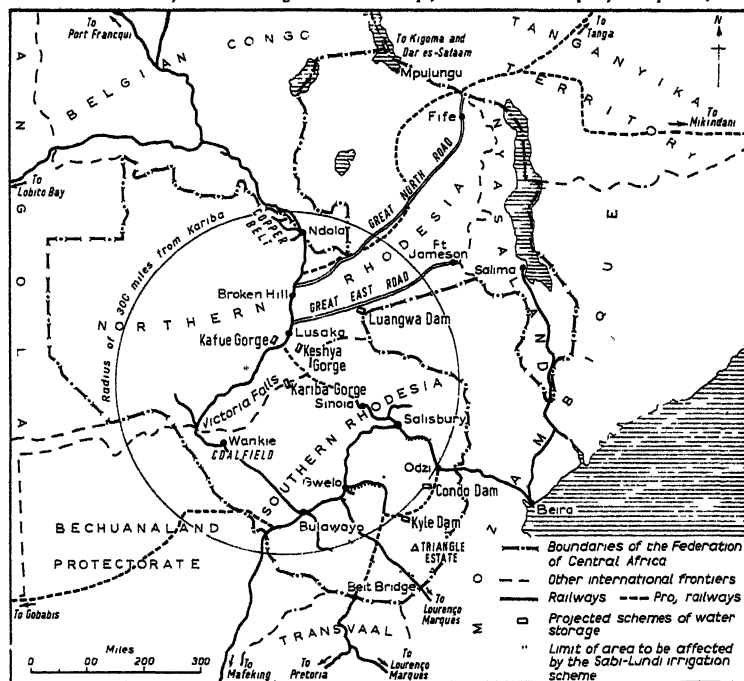 To
Port Francqui
BELGIAN CONGO
To Kigoma and
Dar es-Salaam
Mpulungu
TANGANYIKA
TERRITORY
To
Tanga
N
To
Mikindani
Fife
ANGOLA
To
Lobito Bay
COPPER
BELT
Ndola
GREAT NORTH ROAD
NYASALAND
Radius of 300 miles from Kariba
NORTHERN RHODESIA
Ft
Jameson
Salima
Broken Hill
GREAT EAST ROAD
Lusaka
Luangwa Dam
Kafue Gorge
Keshya
Gorge
Kariba Gorge
Victoria Falls
Sinoia
Salisbury
SOUTHERN RHODESIA
Wankie
COALFIELD
Odzi
Gwelo
Condo Dam
Beira
MOZAMBIQUE
Kyle Dam
Bulawayo
BECHUANALAND
PROTECTORATE
TRIANGLE
ESTATE
Beit Bridge
To
Lourenço
Marques
To Gobabis
TRANSVAAL
Miles
0 100 200 300
To
Mafeking
To
Pretoria
To
Lourenço
Marques
Boundaries of the Federation
of Central Africa
Other international frontiers
Railways Pro, railways
Projected schemes of water
storage
Limit of area to be affected
by the Sabi-Lundi irrigation
scheme